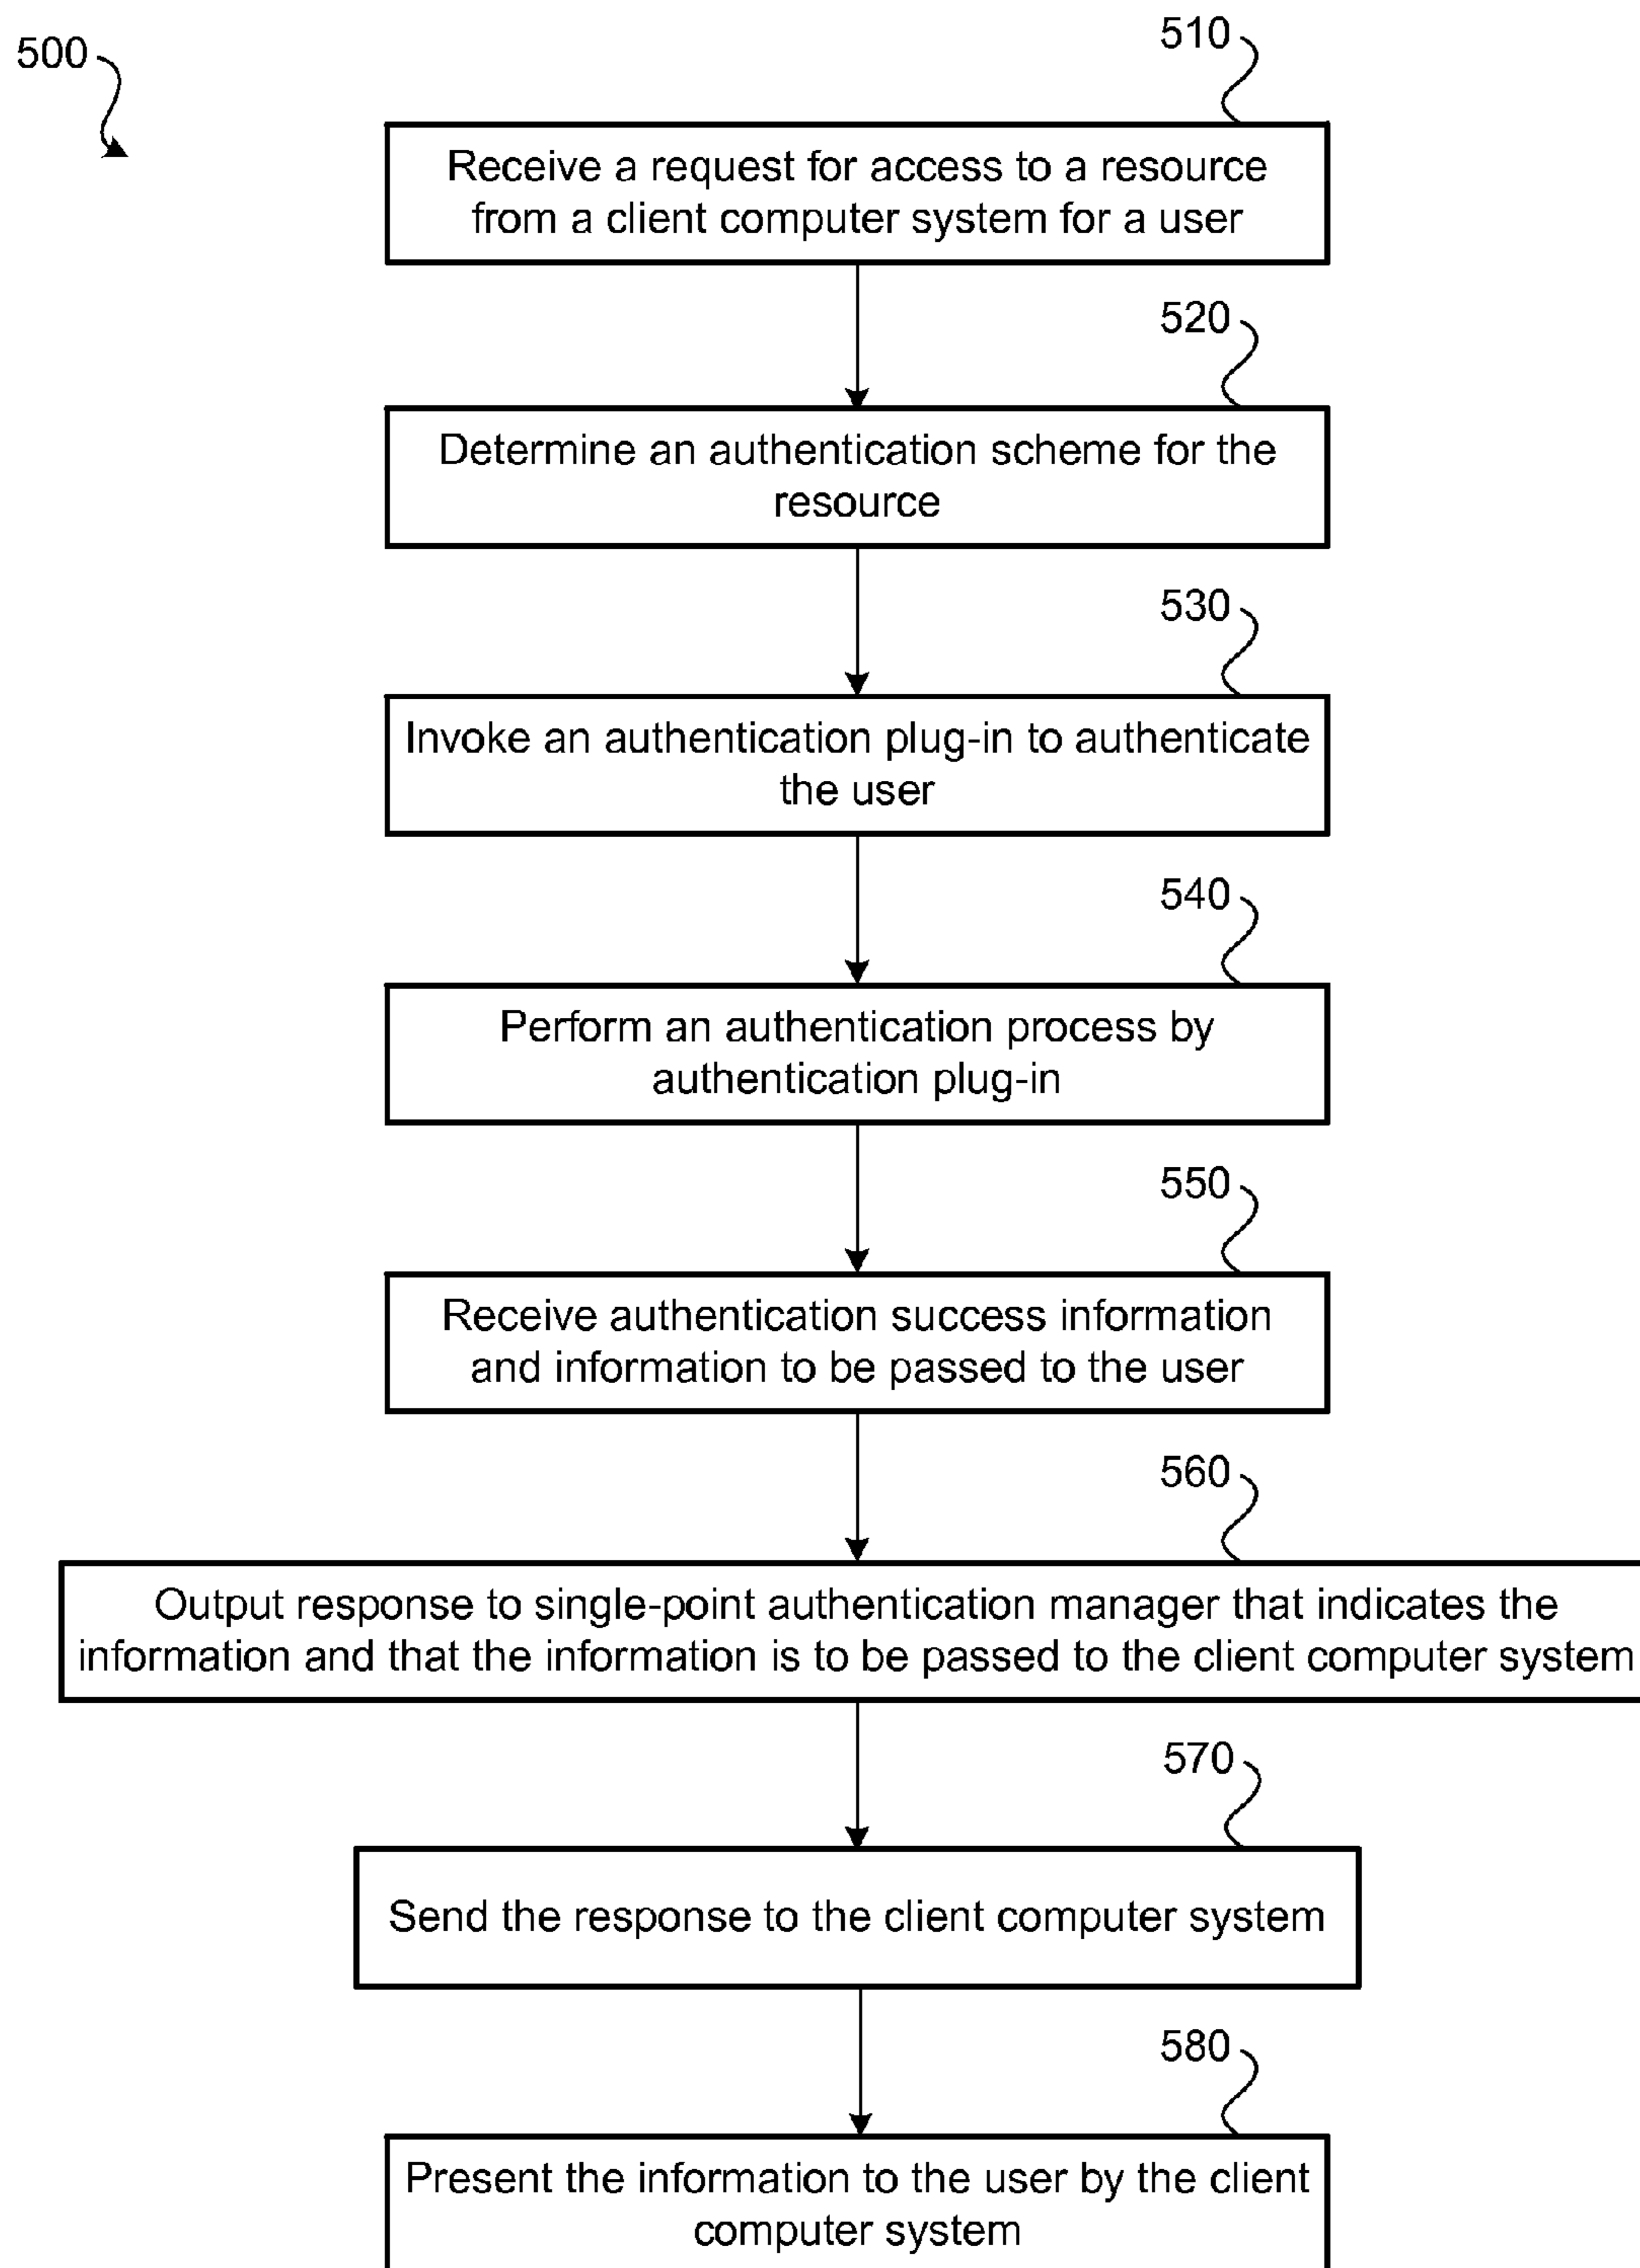 500
510
Receive a request for access to a resource
from a client computer system for a user
520
Determine an authentication scheme for the
resource
530
Invoke an authentication plug-in to authenticate
the user
540
Perform an authentication process by
authentication plug-in
550
Receive authentication success information
and information to be passed to the user
560
Output response to single-point authentication manager that indicates the
information and that the information is to be passed to the client computer system
570
Send the response to the client computer system
580
Present the information to the user by the client
computer system